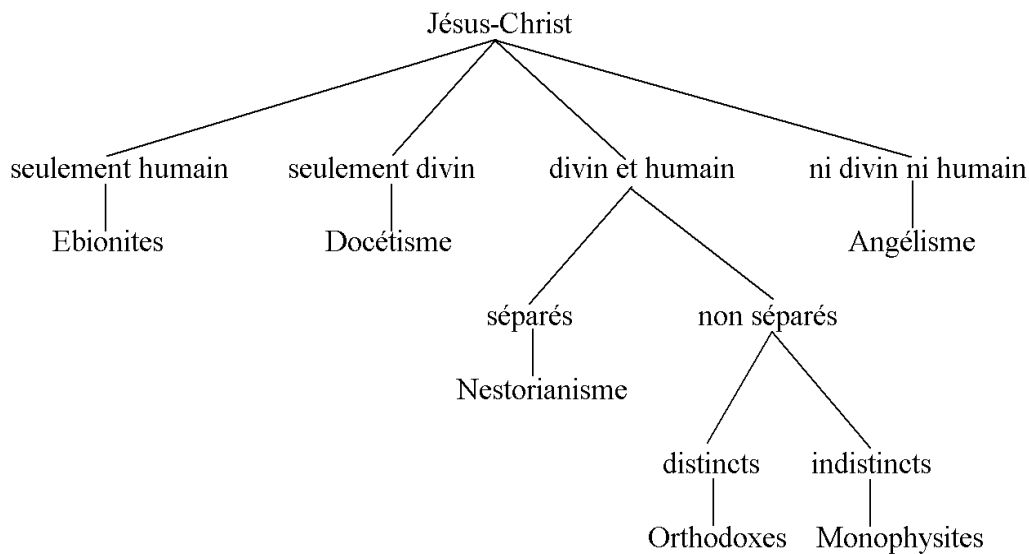 Jésus-Christ
seulement humain seulement divin divin et humain ni divin ni humain
Ebionites Docétisme Angélisme
séparés non séparés
Nestorianisme
distincts indistincts
Orthodoxes Monophysites